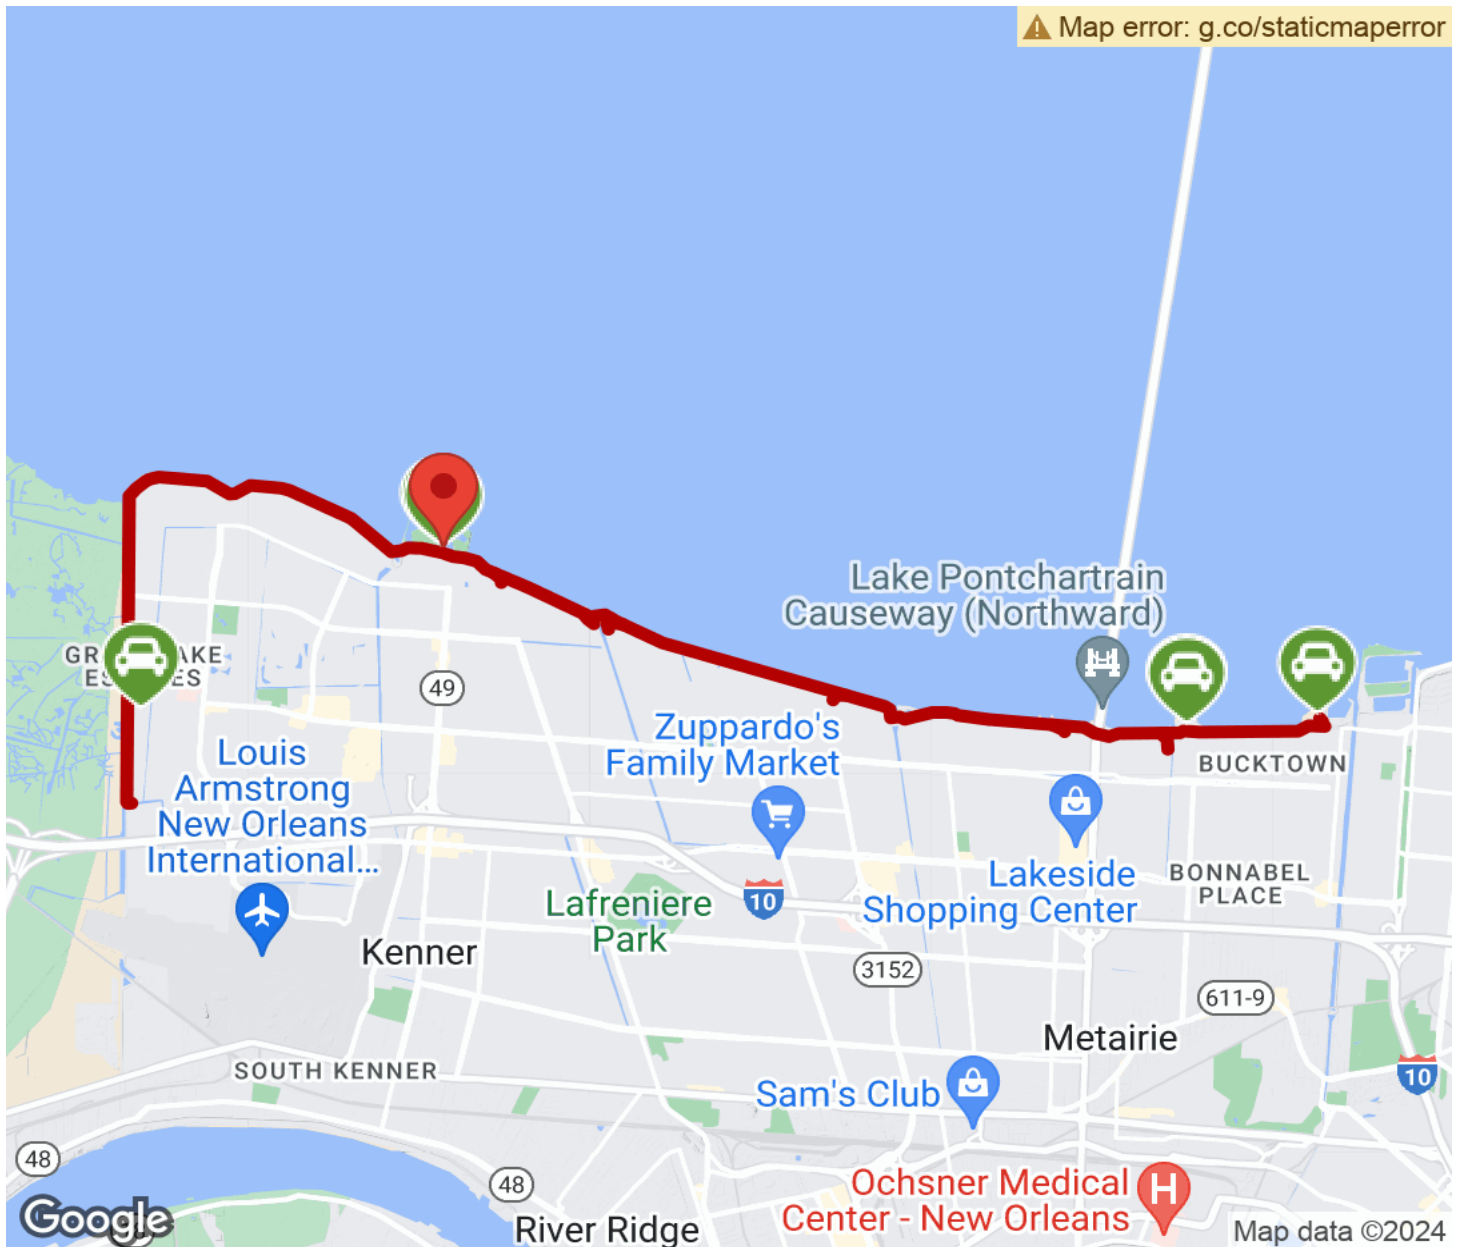 Map error: g.co/staticmaperror
Lake Pontchartrain
Causeway (Northward)
49
Zuppardo's
Family Market
BUCKTOWN
Louis
Armstrong
New Orleans
International...
Lakeside
Shopping Center
BONNABEL
PLACE
10
Lafreniere
Park
Kenner
3152
611-9
Metairie
SOUTH KENNER
10
Sam's Club
48
48
Ochsner Medical
Center - New Orleans
River Ridge
Google
Map data ©2024